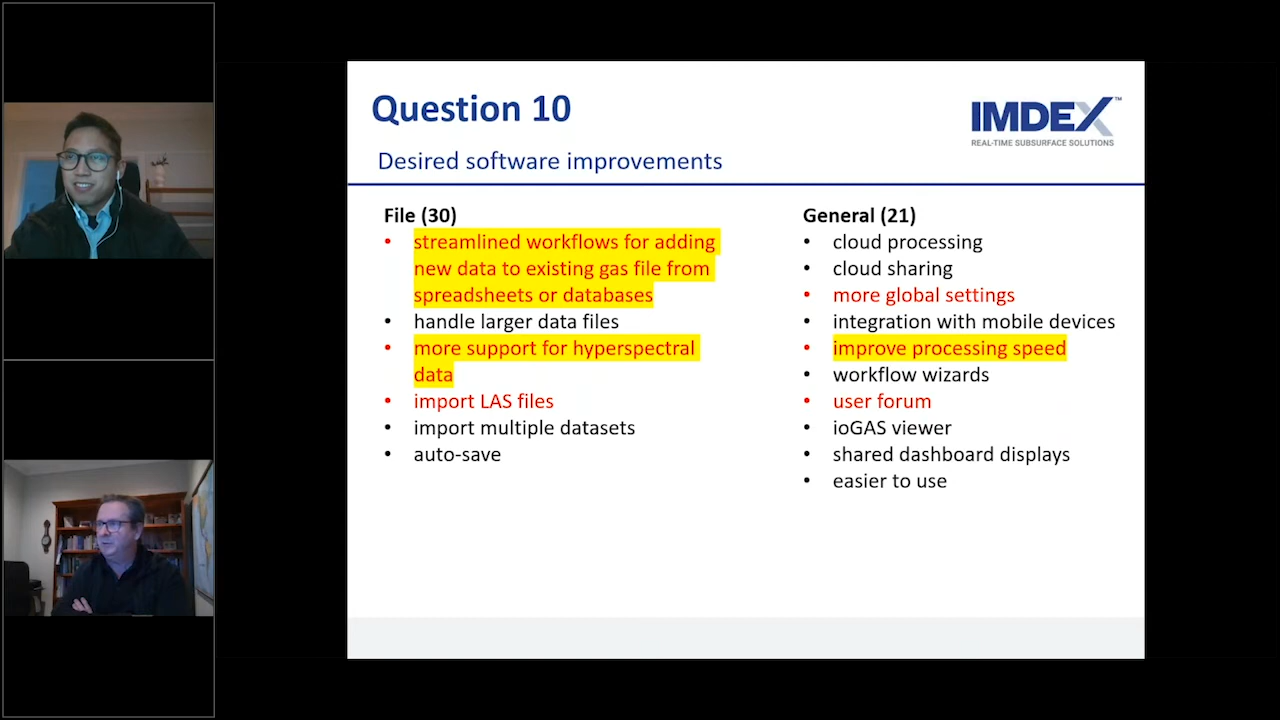 Question 10
IMDEX™
REAL-TIME SUBSURFACE SOLUTIONS
Desired software improvements
File (30)
• streamlined workflows for adding
new data to existing gas file from
spreadsheets or databases
• handle larger data files
• more support for hyperspectral
data
• import LAS files
• import multiple datasets
• auto-save
General (21)
• cloud processing
• cloud sharing
• more global settings
• integration with mobile devices
• improve processing speed
• workflow wizards
• user forum
• ioGAS viewer
• shared dashboard displays
• easier to use